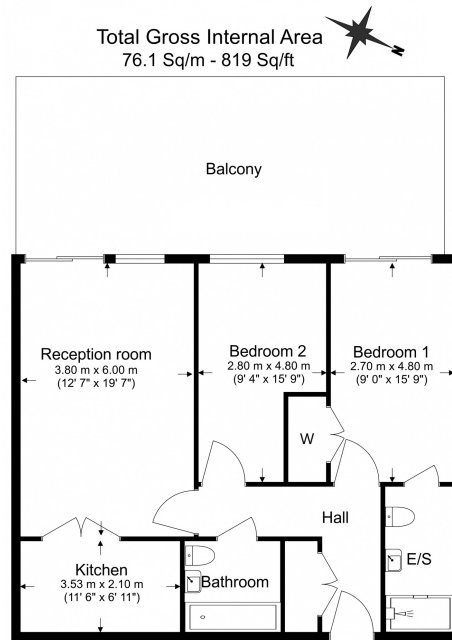 Total Gross Internal Area
76.1 Sq/m - 819 Sq/ft
N
Balcony
Reception room
3.80 m x 6.00 m
(12' 7" x 19' 7")
Bedroom 2
2.80 m x 4.80 m
(9' 4" x 15' 9")
Bedroom 1
2.70 m x 4.80 m
(9' 0" x 15' 9")
W
Hall
Kitchen
3.53 m x 2.10 m
(11' 6" x 6' 11")
Bathroom
E/S